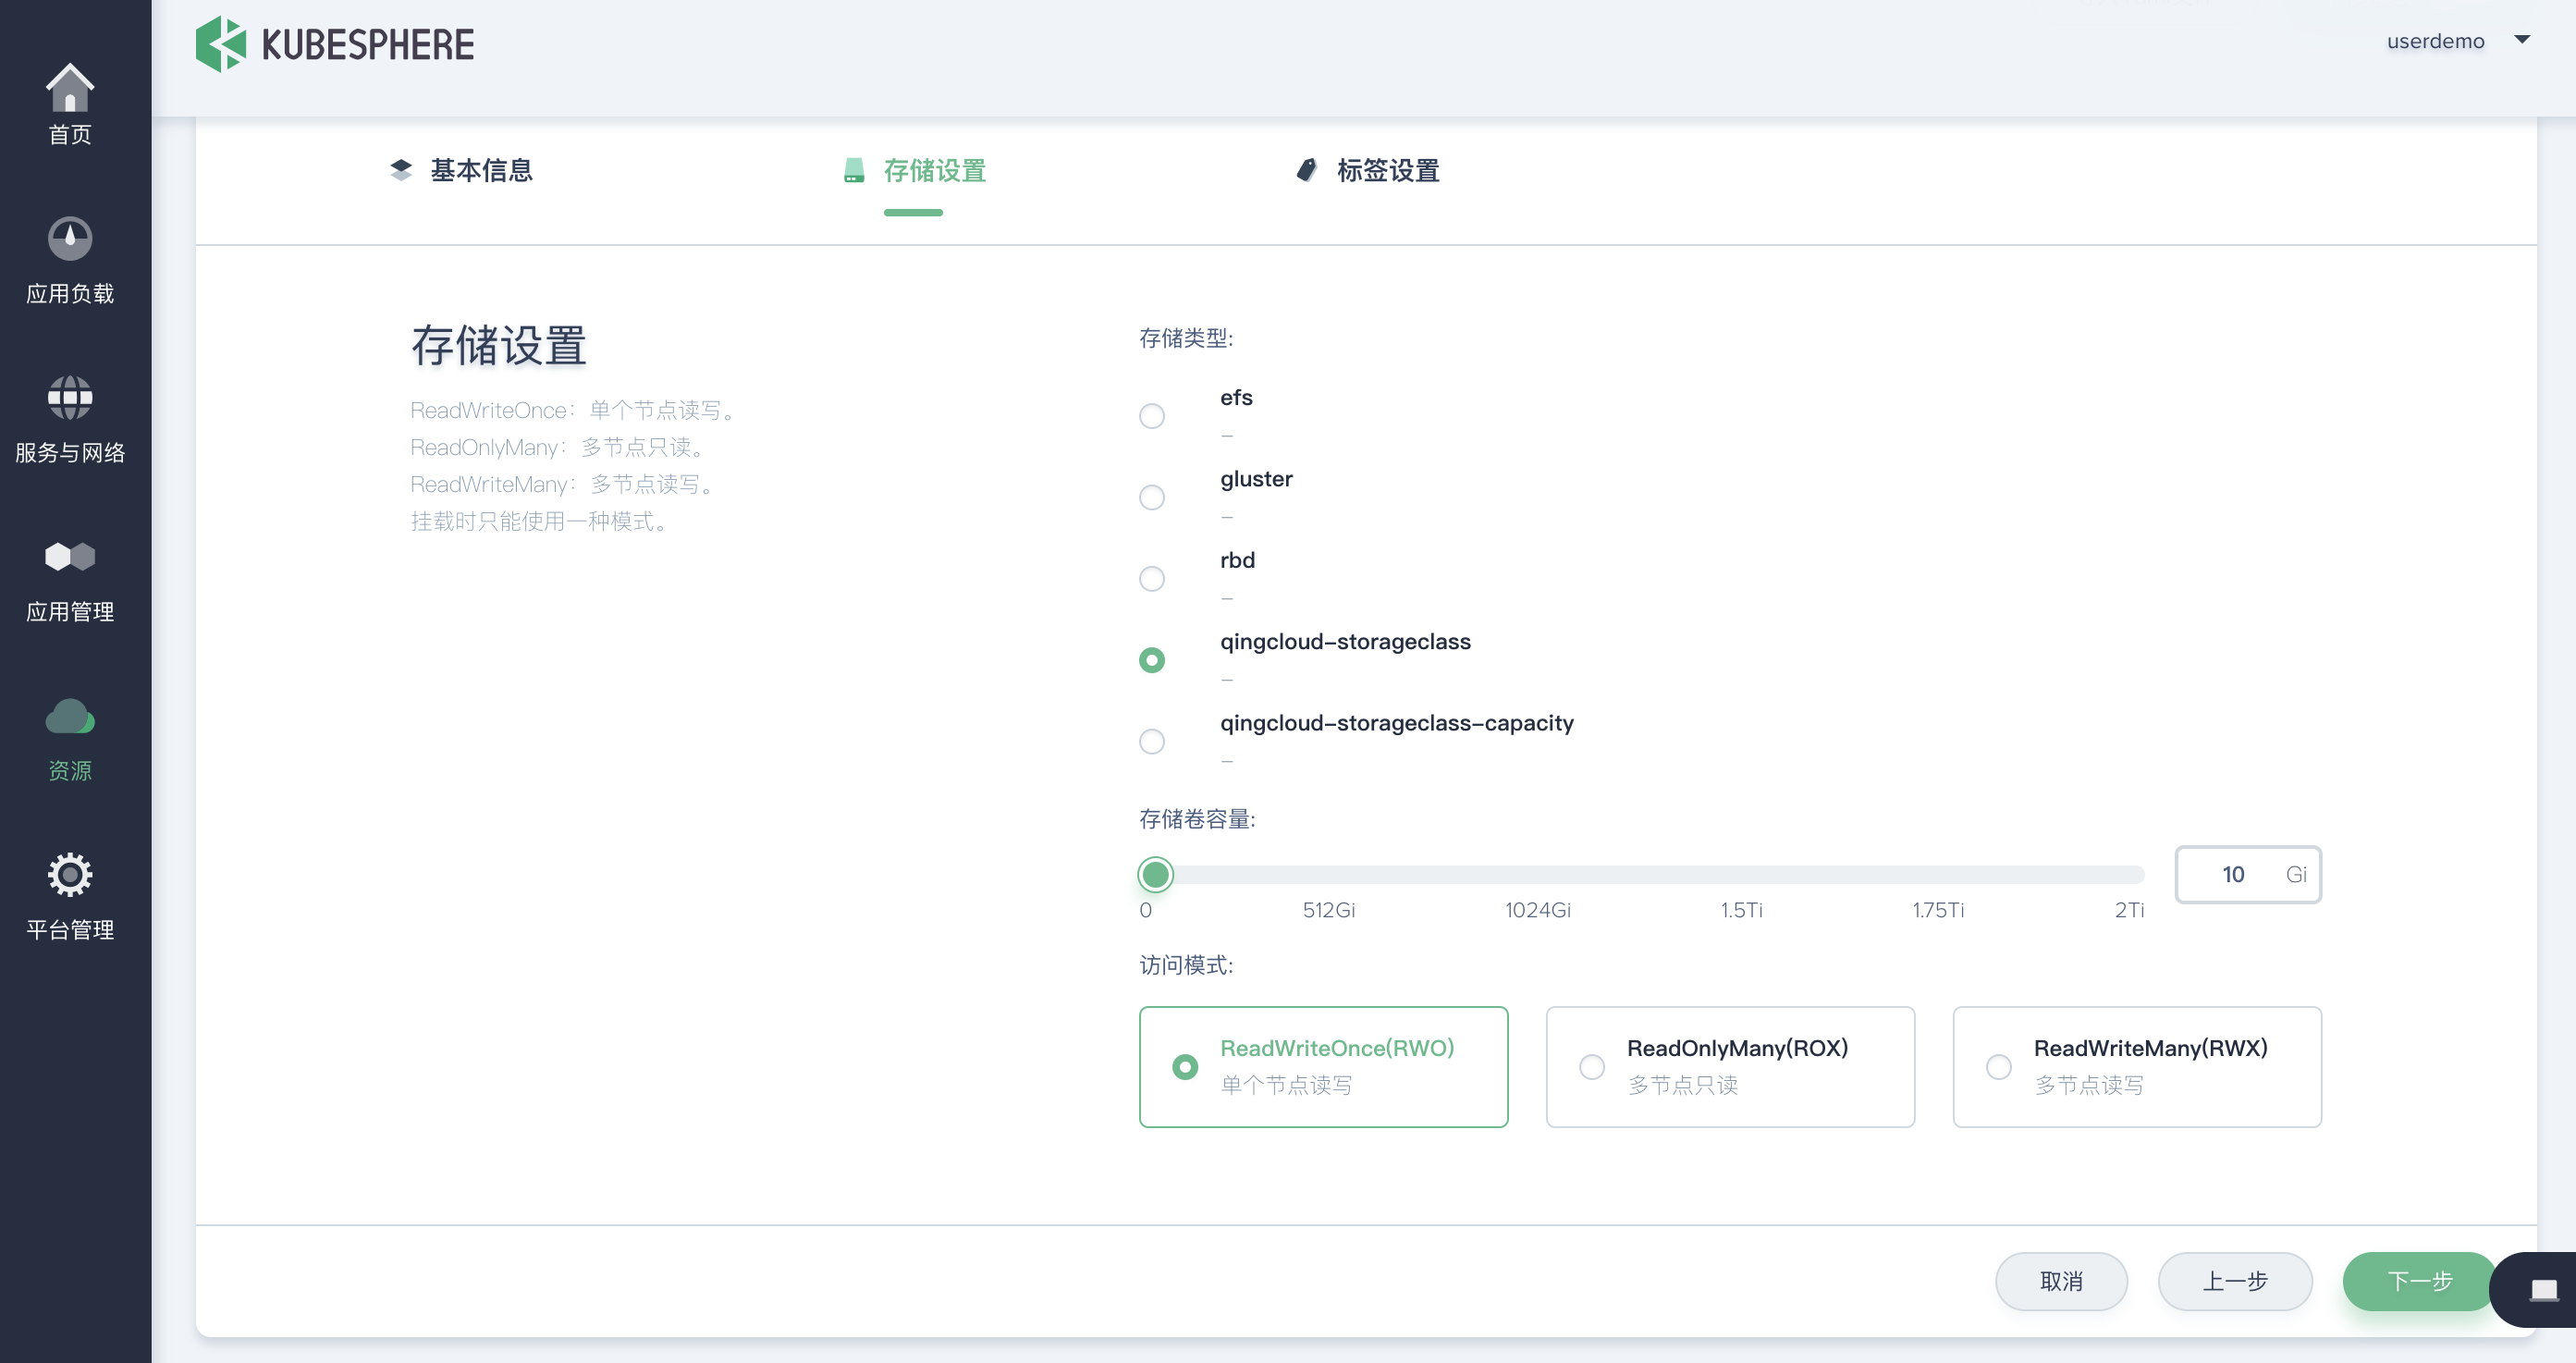 KUBESPHERE
userdemo
首页
应用负载
服务与网络
应用管理
资源
平台管理
基本信息
存储设置
标签设置
存储设置
ReadWriteOnce：单个节点读写。
ReadOnlyMany：多节点只读。
ReadWriteMany：多节点读写。
挂载时只能使用一种模式。
存储类型:
efs
–
gluster
–
rbd
–
qingcloud-storageclass
–
qingcloud-storageclass-capacity
–
存储卷容量:
10 Gi
0 512Gi 1024Gi 1.5Ti 1.75Ti 2Ti
访问模式:
ReadWriteOnce(RWO)
单个节点读写
ReadOnlyMany(ROX)
多节点只读
ReadWriteMany(RWX)
多节点读写
取消
上一步
下一步